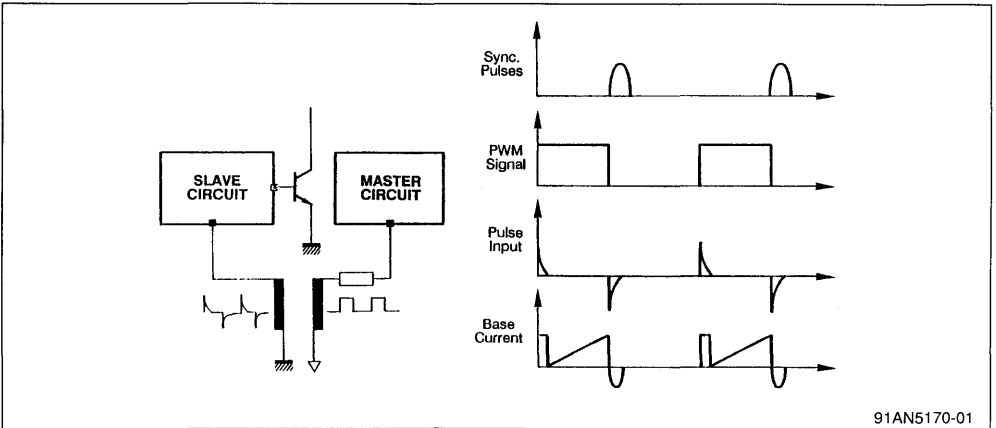 Sync.
Pulses
PWM
Signal
SLAVE
CIRCUIT
MASTER
CIRCUIT
Pulse
Input
Base
Current
91AN5170-01